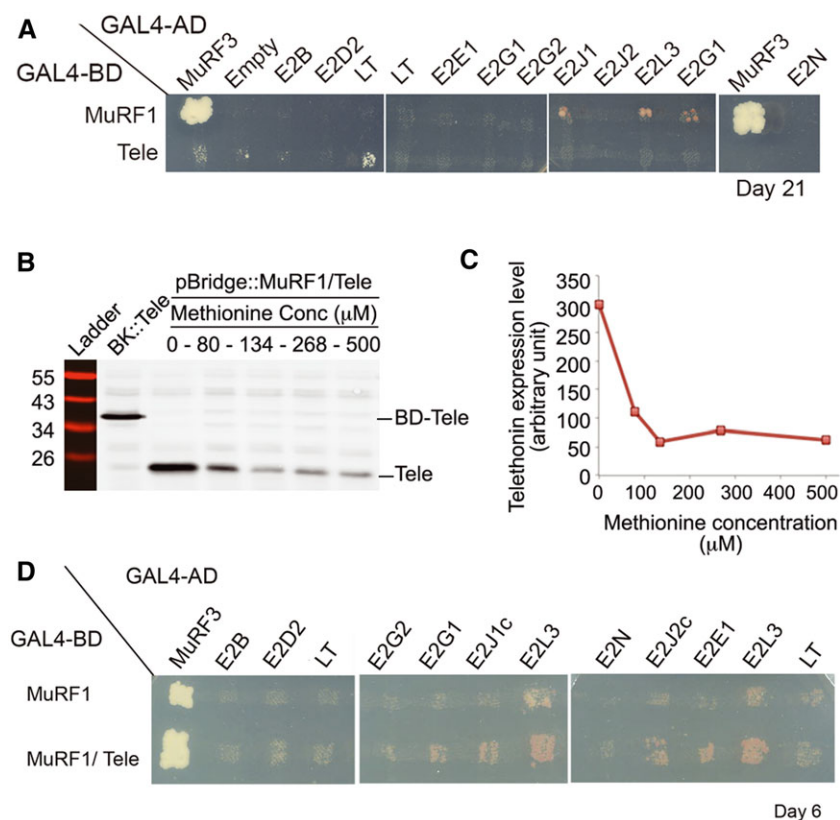 A
GAL4-AD
GAL4-BD
MuRF3 Empty E2B E2D2 LT LT E2E1 E2G1 E2G2 E2J1 E2J2 E2L3 E2G1 MuRF3 E2N
MuRF1
Tele
Day 21
B
pBridge::MuRF1/Tele
Ladder BK::Tele Methionine Conc (µM)
0 - 80 - 134 - 268 - 500
55
43
34
26
BD-Tele
Tele
C
Telethonin expression level
(arbitrary unit)
350
300
250
200
150
100
50
0
0 100 200 300 400 500
Methionine concentration
(µM)
D
GAL4-AD
GAL4-BD
MuRF3 E2B E2D2 LT E2G2 E2G1 E2J1c E2L3 E2N E2J2c E2E1 E2L3 LT
MuRF1
MuRF1/ Tele
Day 6